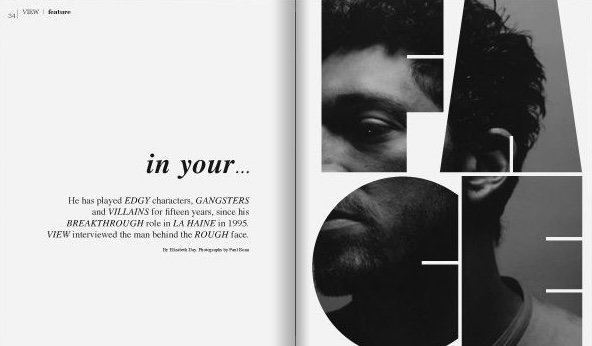 34 | VIEW | feature
in your...
He has played EDGY characters, GANGSTERS
and VILLAINS for fifteen years, since his
BREAKTHROUGH role in LA HAINE in 1995.
VIEW interviewed the man behind the ROUGH face.
By Elizabeth Day. Photographs by Paul
FA
CE